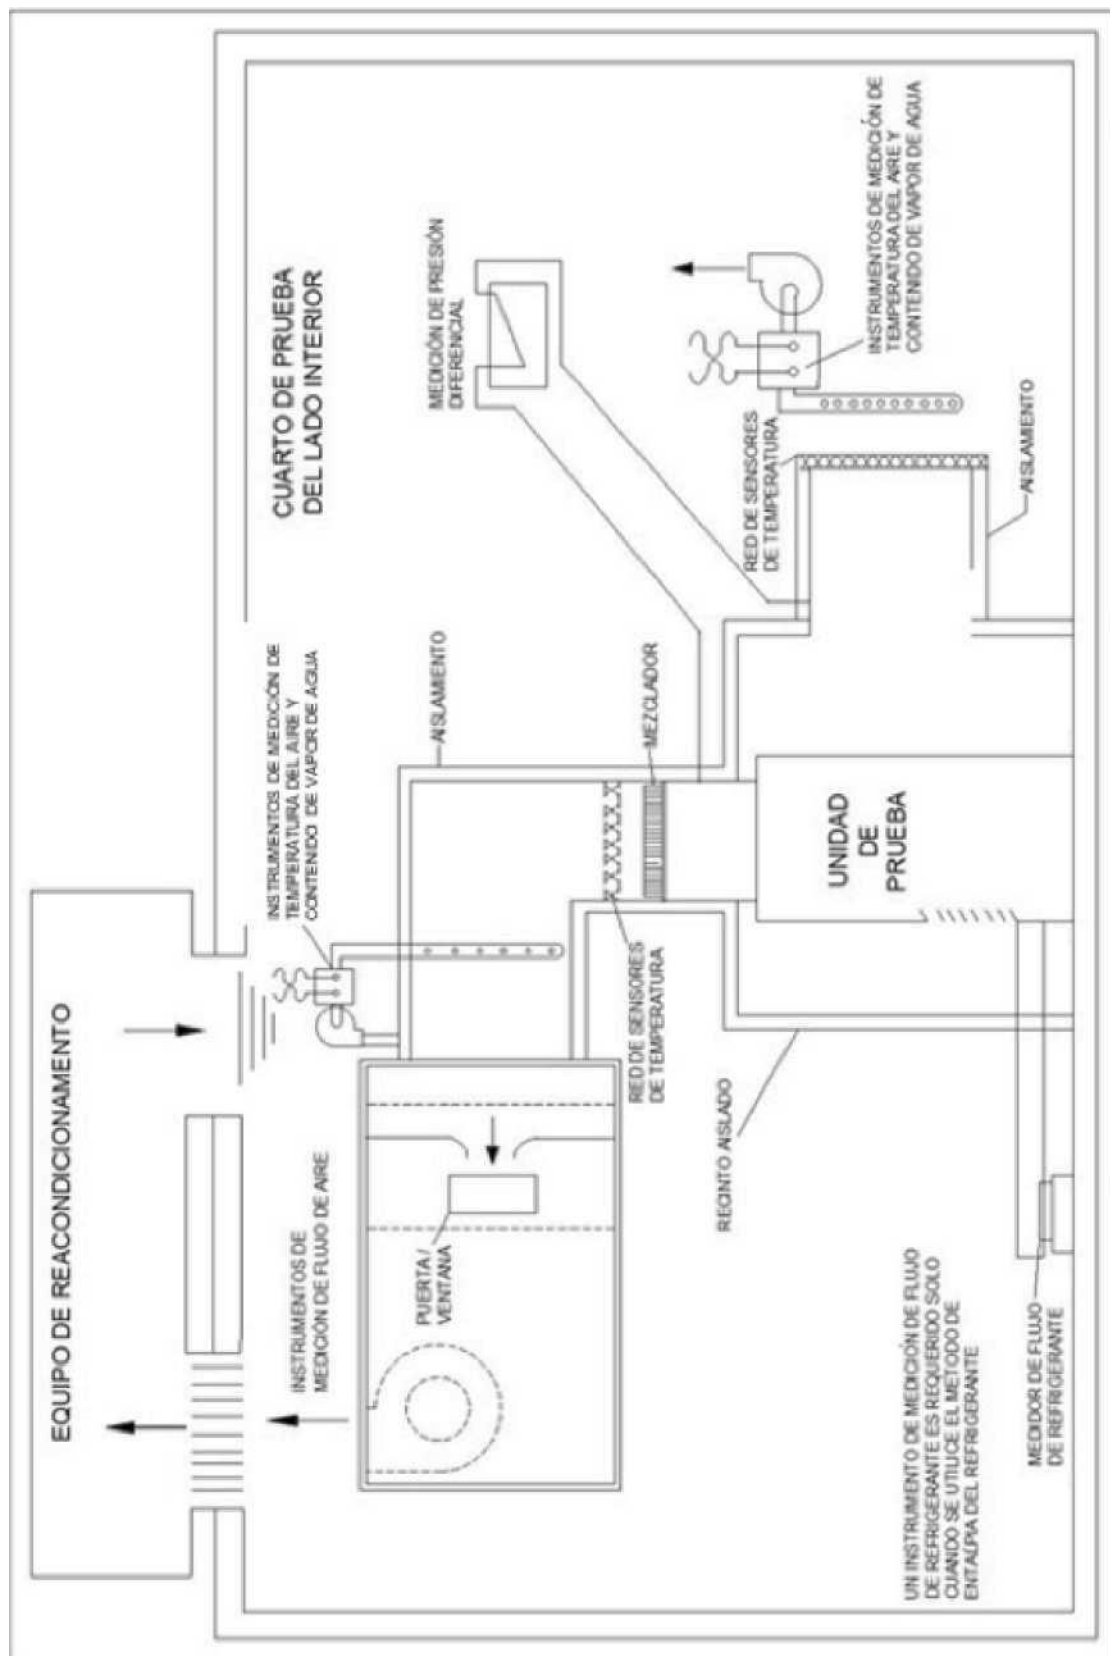 EQUIPO DE REACONDICIONAMENTO
CUARTO DE PRUEBA
DEL LADO INTERIOR
INSTRUMENTOS DE MEDICIÓN DE
TEMPERATURA DEL AIRE Y
CONTENIDO DE VAPOR DE AGUA
INSTRUMENTOS DE
MEDICIÓN DE FLUJO DE AIRE
PUERTA/
VENTANA
AISLAMIENTO
MEDICIÓN DE PRESIÓN
DIFERENCIAL
RED DE SENSORES
DE TEMPERATURA
MEZCLADOR
RECINTO AISLADO
RED DE SENSORES
DE TEMPERATURA
INSTRUMENTOS DE MEDICIÓN DE
TEMPERATURA DEL AIRE Y
CONTENIDO DE VAPOR DE AGUA
UNIDAD
DE
PRUEBA
AISLAMIENTO
UN INSTRUMENTO DE MEDICIÓN DE FLUJO
DE REFRIGERANTE ES REQUERIDO SOLO
CUANDO SE UTILICE EL METODO DE
ENTALPIA DEL REFRIGERANTE
MEDIDOR DE FLUJO
DE REFRIGERANTE